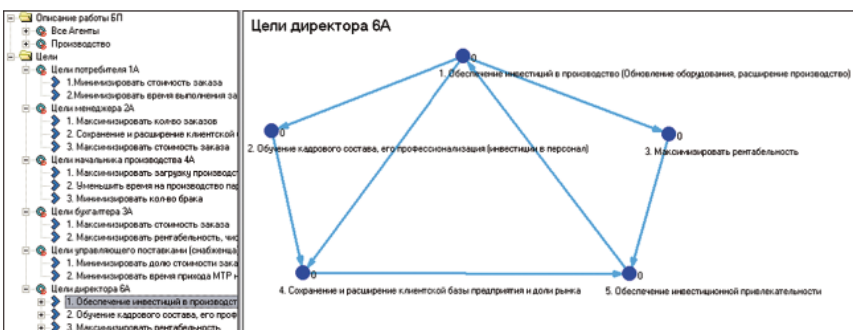 Описание работы БП
Все Агенты
Производство
Цели
Цели потребителя 1А
1.Минимизировать стоимость заказа
2.Минимизировать время выполнения за
Цели менеджера 2А
1. Максимизировать кол-во заказов
2. Сохранение и расширение клиентской
3. Максимизировать стоимость заказа
Цели начальника производства 4А
1. Максимизировать загрузку производст
2. Уменьшить время на производство пар
3. Минимизировать кол-во брака
Цели бухгалтера 3А
1. Максимизировать стоимость заказа
2. Максимизировать рентабельность, чис
Цели управляющего поставками (снабженца
1. Минимизировать долю стоимости зака
2. Минимизировать время прихода МТР н
Цели директора 6А
1. Обеспечение инвестиций в производст
2. Обучение кадрового состава, его проф
3. Максимизировать рентабельность
Цели директора 6А
0
1. Обеспечение инвестиций в производство (Обновление оборудования, расширение производство)
0
2. Обучение кадрового состава, его профессионализация (инвестиции в персонал)
0
3. Максимизировать рентабельность
0
4. Сохранение и расширение клиентской базы предприятия и доли рынка
0
5. Обеспечение инвестиционной привлекательности